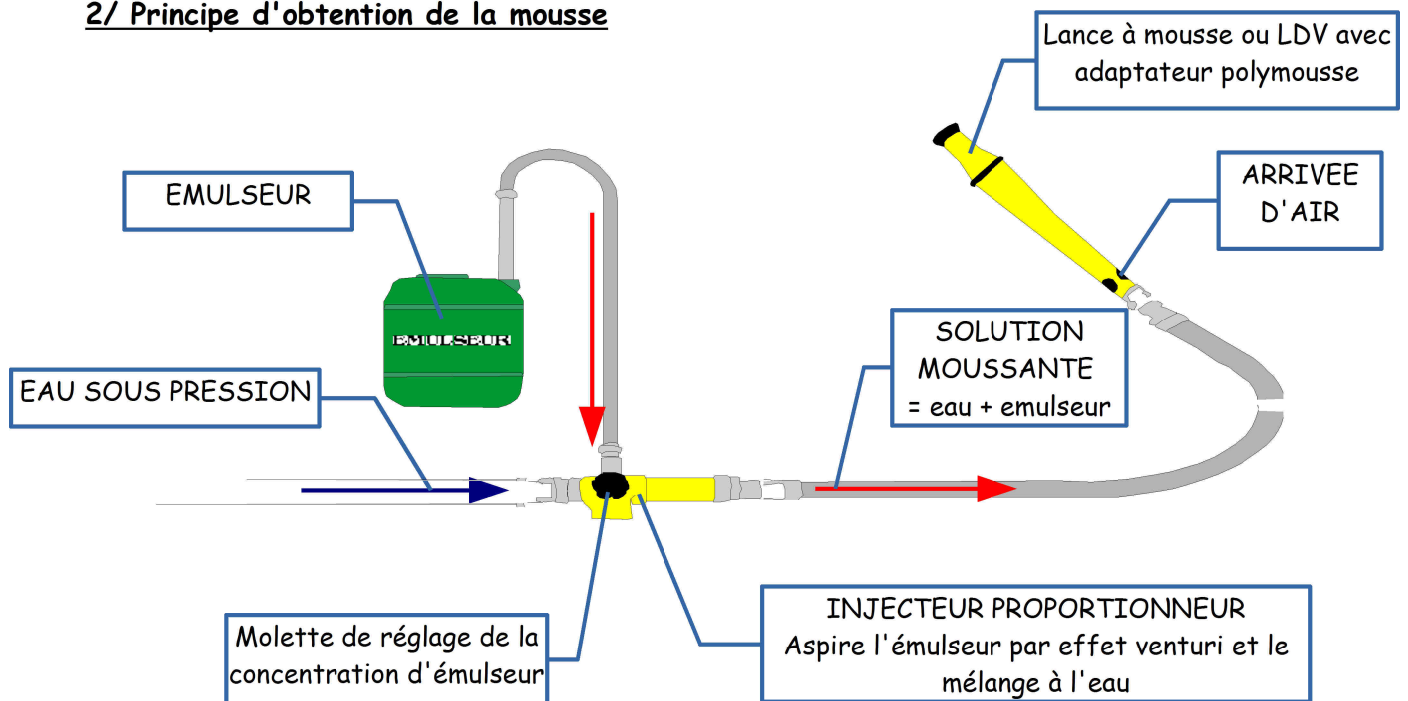 2/ Principe d'obtention de la mousse
Lance à mousse ou LDV avec
adaptateur polymousse
EMULSEUR
ARRIVEE
D'AIR
EMULSEUR
SOLUTION
MOUSSANTE
= eau + emulseur
EAU SOUS PRESSION
Molette de réglage de la
concentration d'émulseur
INJECTEUR PROPORTIONNEUR
Aspire l'émulseur par effet venturi et le
mélange à l'eau